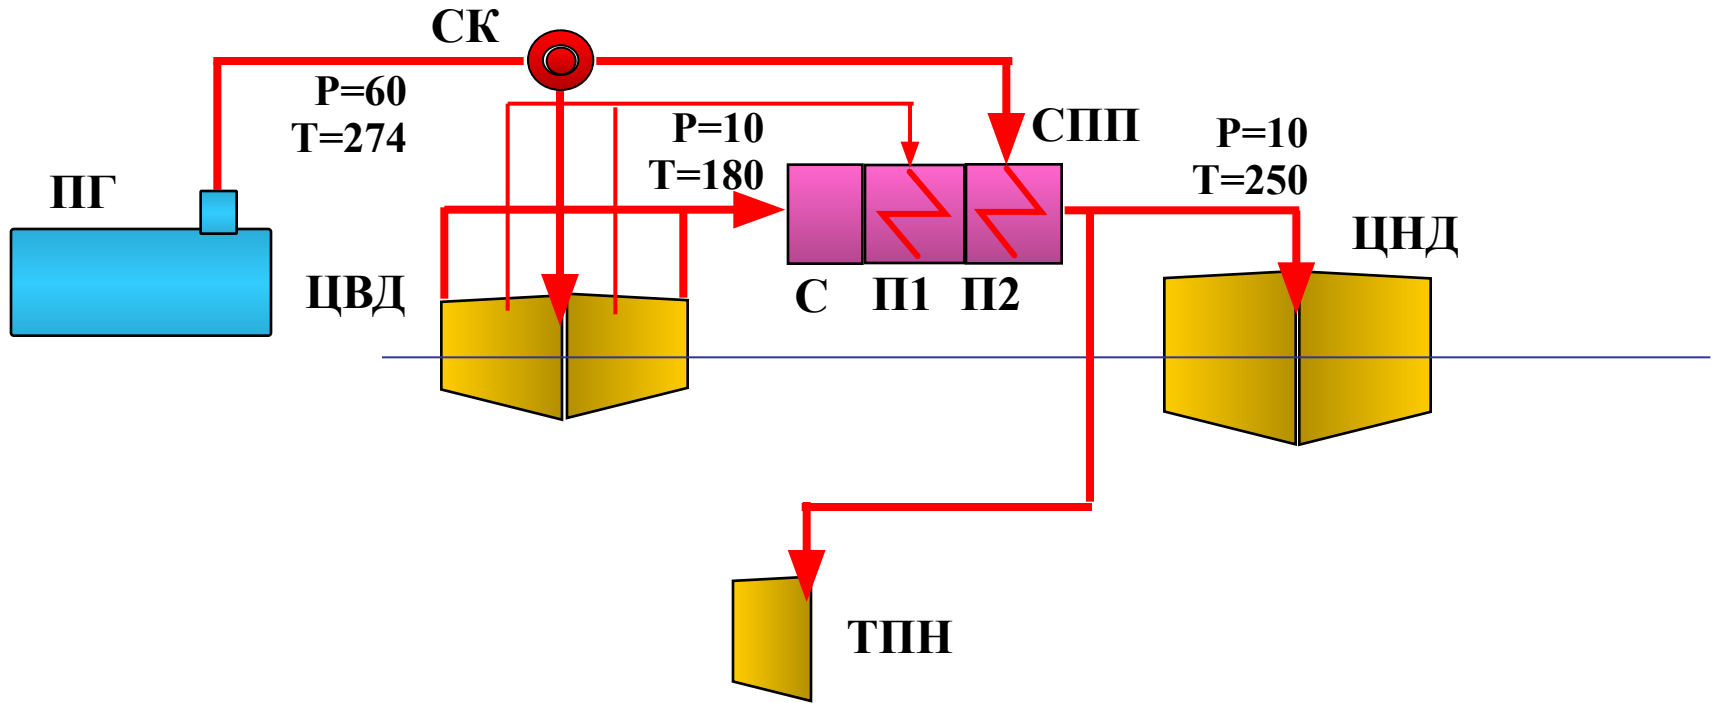 СК
P=60
T=274
P=10
T=180
СПП
P=10
T=250
ПГ
ЦНД
ЦВД
С
П1
П2
ТПН